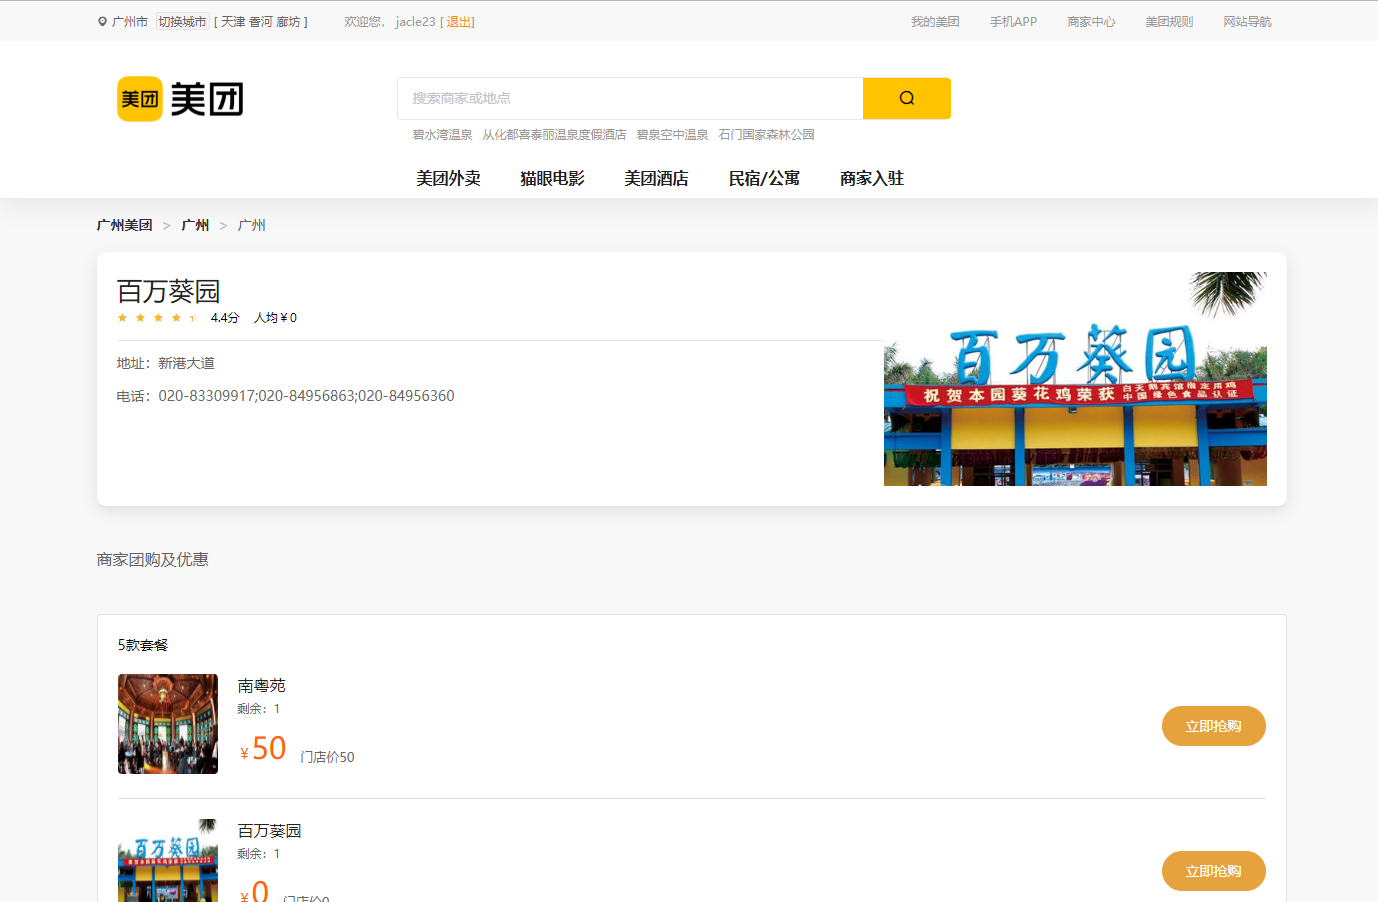 广州市 切换城市 [ 天津 香河 廊坊 ] 欢迎您, jacle23 [ 退出]
我的美团 手机APP 商家中心 美团规则 网站导航
美团 美团
搜索商家或地点
碧水湾温泉 从化都喜泰丽温泉度假酒店 碧泉空中温泉 石门国家森林公园
美团外卖 猫眼电影 美团酒店 民宿/公寓 商家入驻
广州美团 > 广州 > 广州
百万葵园
4.4分 人均￥0
地址：新港大道
电话：020-83309917;020-84956863;020-84956360
百万葵园
祝贺本园葵花鸡荣获 白天鹅宾馆指定用鸡
中国绿色食品认证
商家团购及优惠
5款套餐
南粤苑
剩余：1
￥50 门店价50
立即抢购
百万葵园
百万葵园
剩余：1
￥0 门店价0
立即抢购